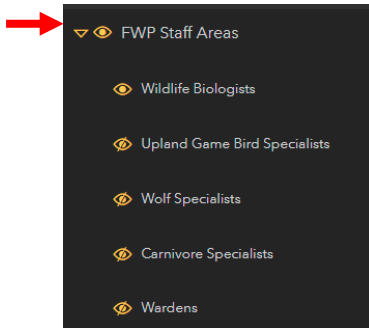 FWP Staff Areas
Wildlife Biologists
Upland Game Bird Specialists
Wolf Specialists
Carnivore Specialists
Wardens